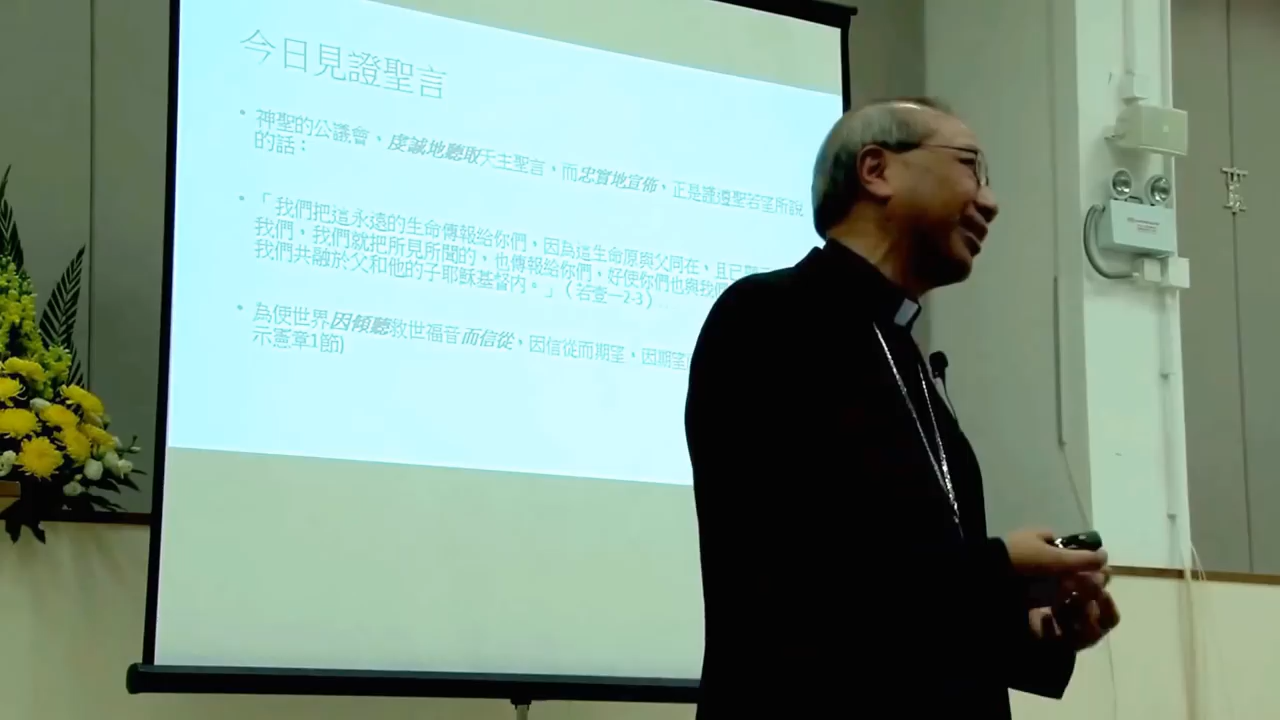 今日見證聖言
• 神聖的公議會、虔誠地聽取天主聖言，而忠實地宣佈，正是謹遵聖若望所說
的話：
• 「我們把這永遠的生命傳報給你們，因為這生命原與父同在，且已
我們，我們就把所見所聞的，也傳報給你們，好使你們也與我
我們共融於父和他的子耶穌基督內。」（若壹一2-3）
• 為使世界因傾聽救世福音而信從，因信從而期望，因期望
示憲章1節)